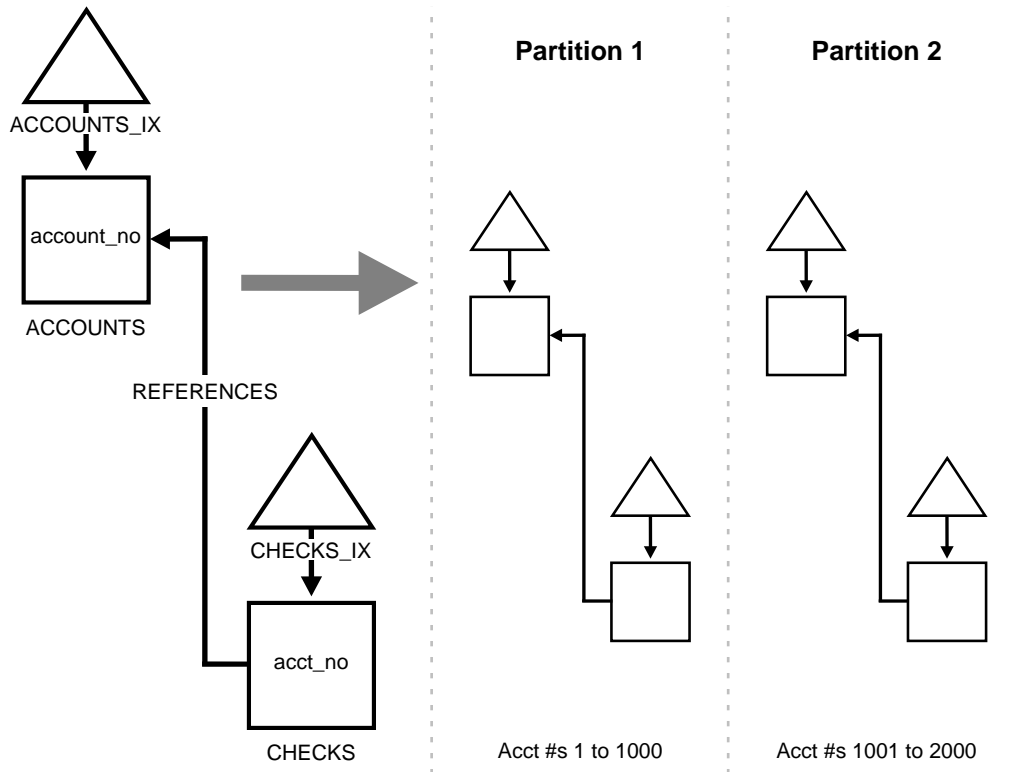 Partition 1
Partition 2
ACCOUNTS_IX
account_no
ACCOUNTS
REFERENCES
CHECKS_IX
acct_no
CHECKS
Acct #s 1 to 1000
Acct #s 1001 to 2000